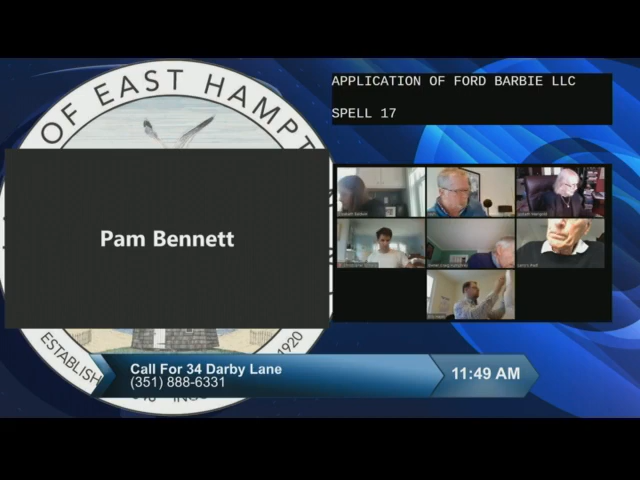 OF EAST HAMPT
APPLICATION OF FORD BARBIE LLC
SPELL 17
Pam Bennett
ESTABLISH
1920
Call For 34 Darby Lane
(351) 888-6331
11:49 AM